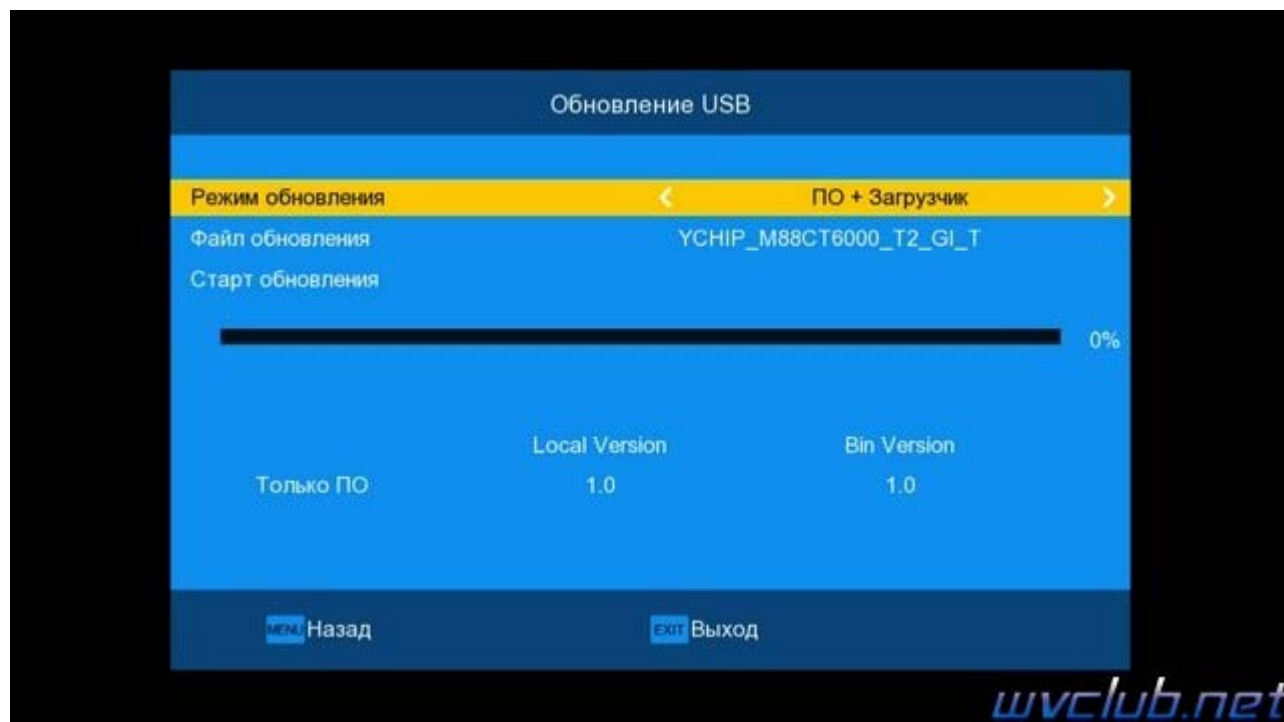 Обновление USB
Режим обновления < ПО + Загрузчик >
Файл обновления YCHIP_M88CT6000_T2_GI_T
Старт обновления
0%
Local Version Bin Version
Только ПО 1.0 1.0
MENU Назад EXIT Выход
wvclub.net